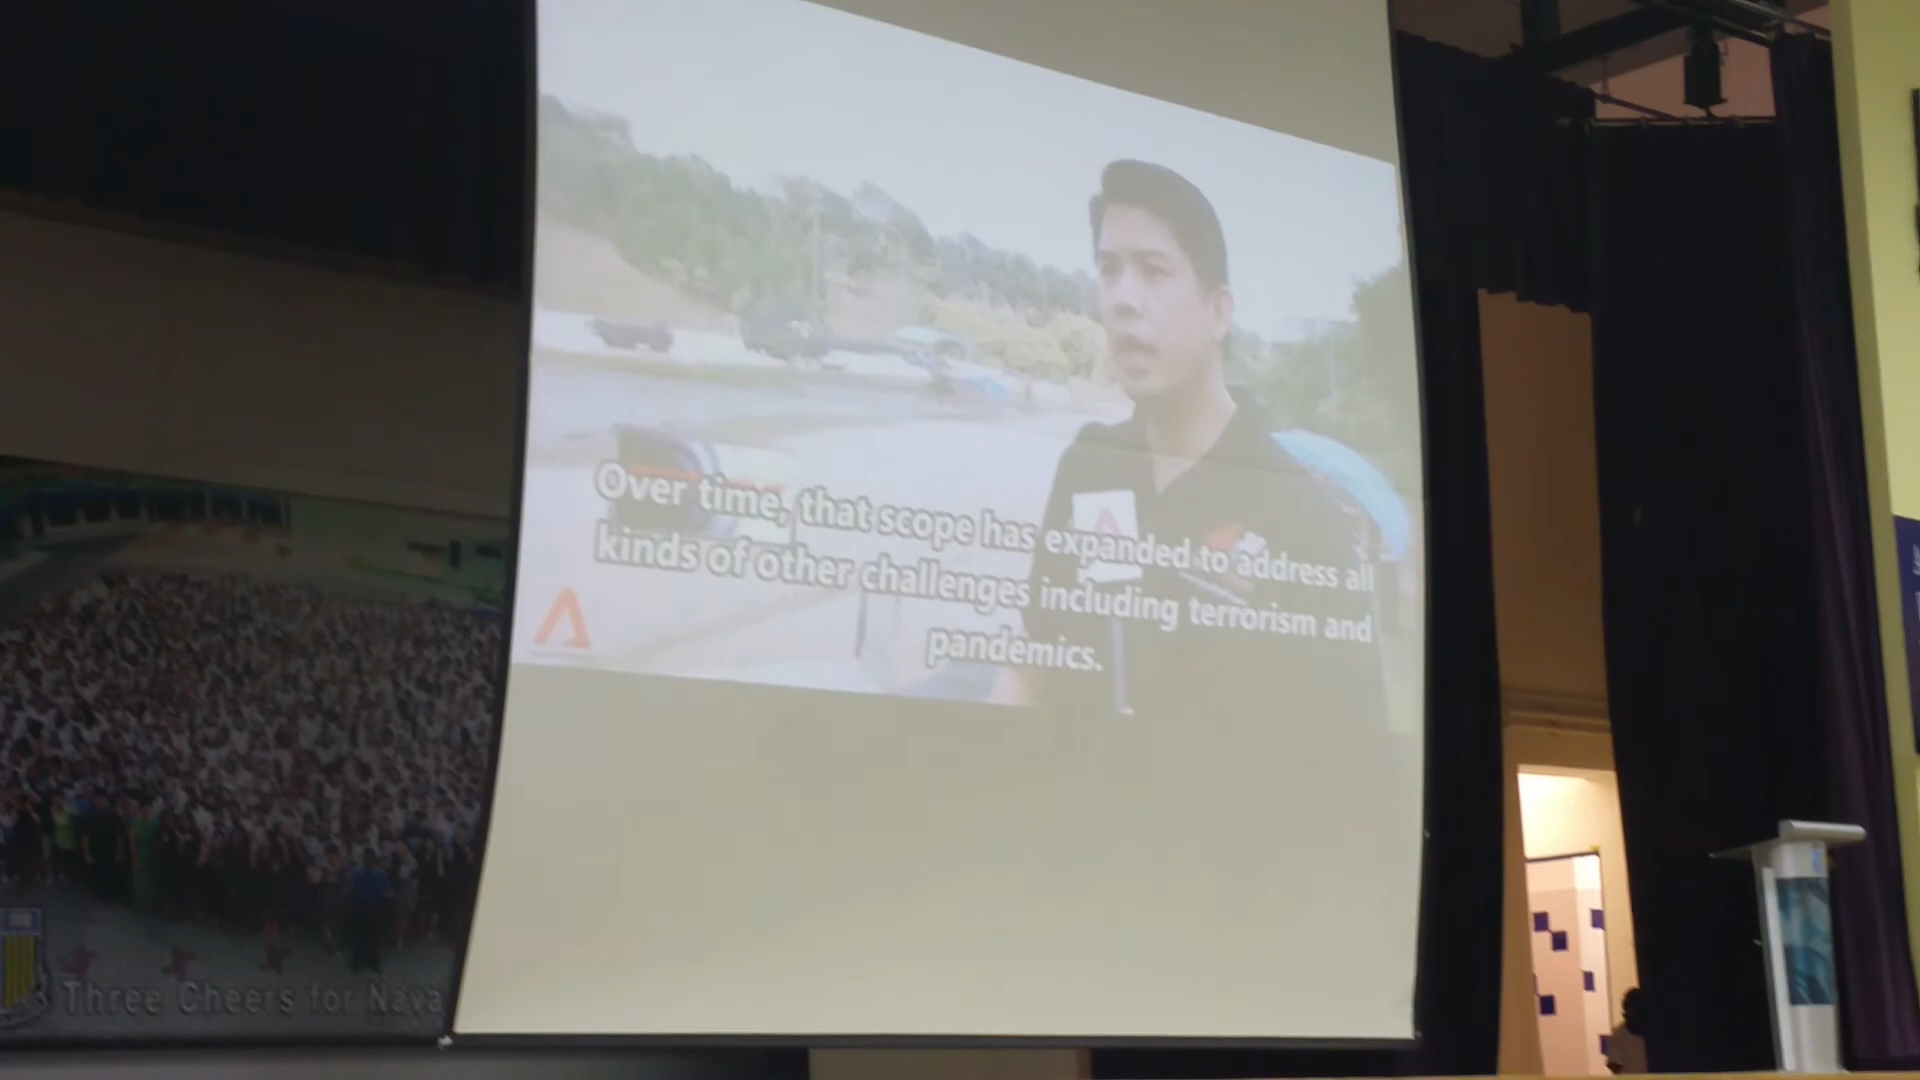 Over time, that scope has expanded to address all
kinds of other challenges including terrorism and
pandemics.
Three Cheers for Nava